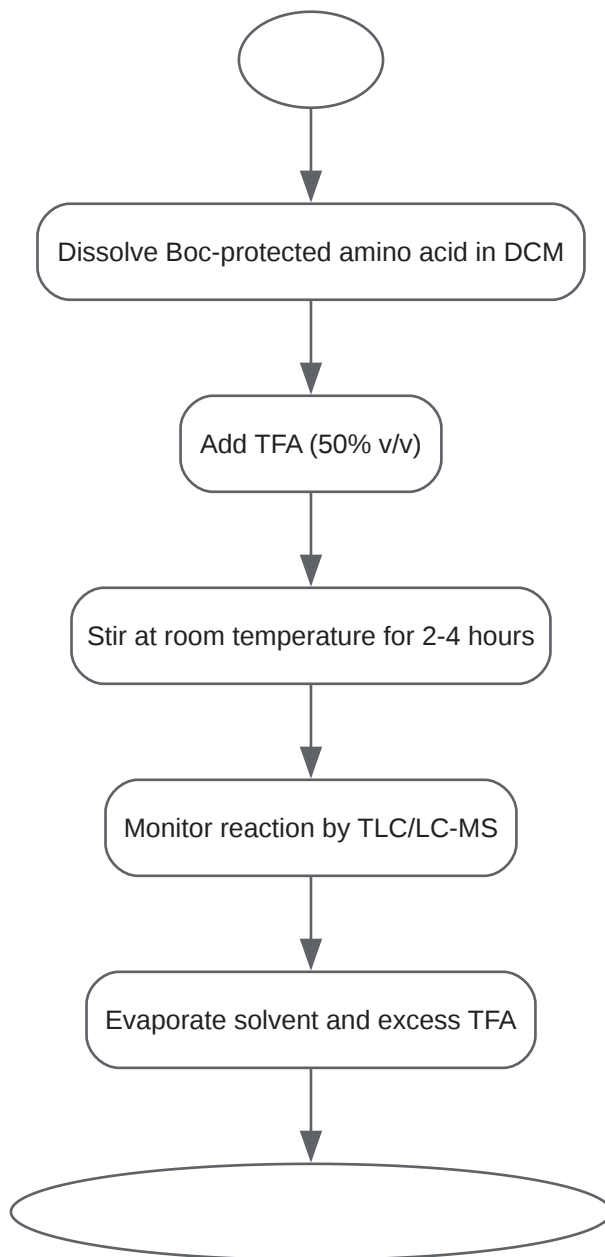 Dissolve Boc-protected amino acid in DCM
Add TFA (50% v/v)
Stir at room temperature for 2-4 hours
Monitor reaction by TLC/LC-MS
Evaporate solvent and excess TFA